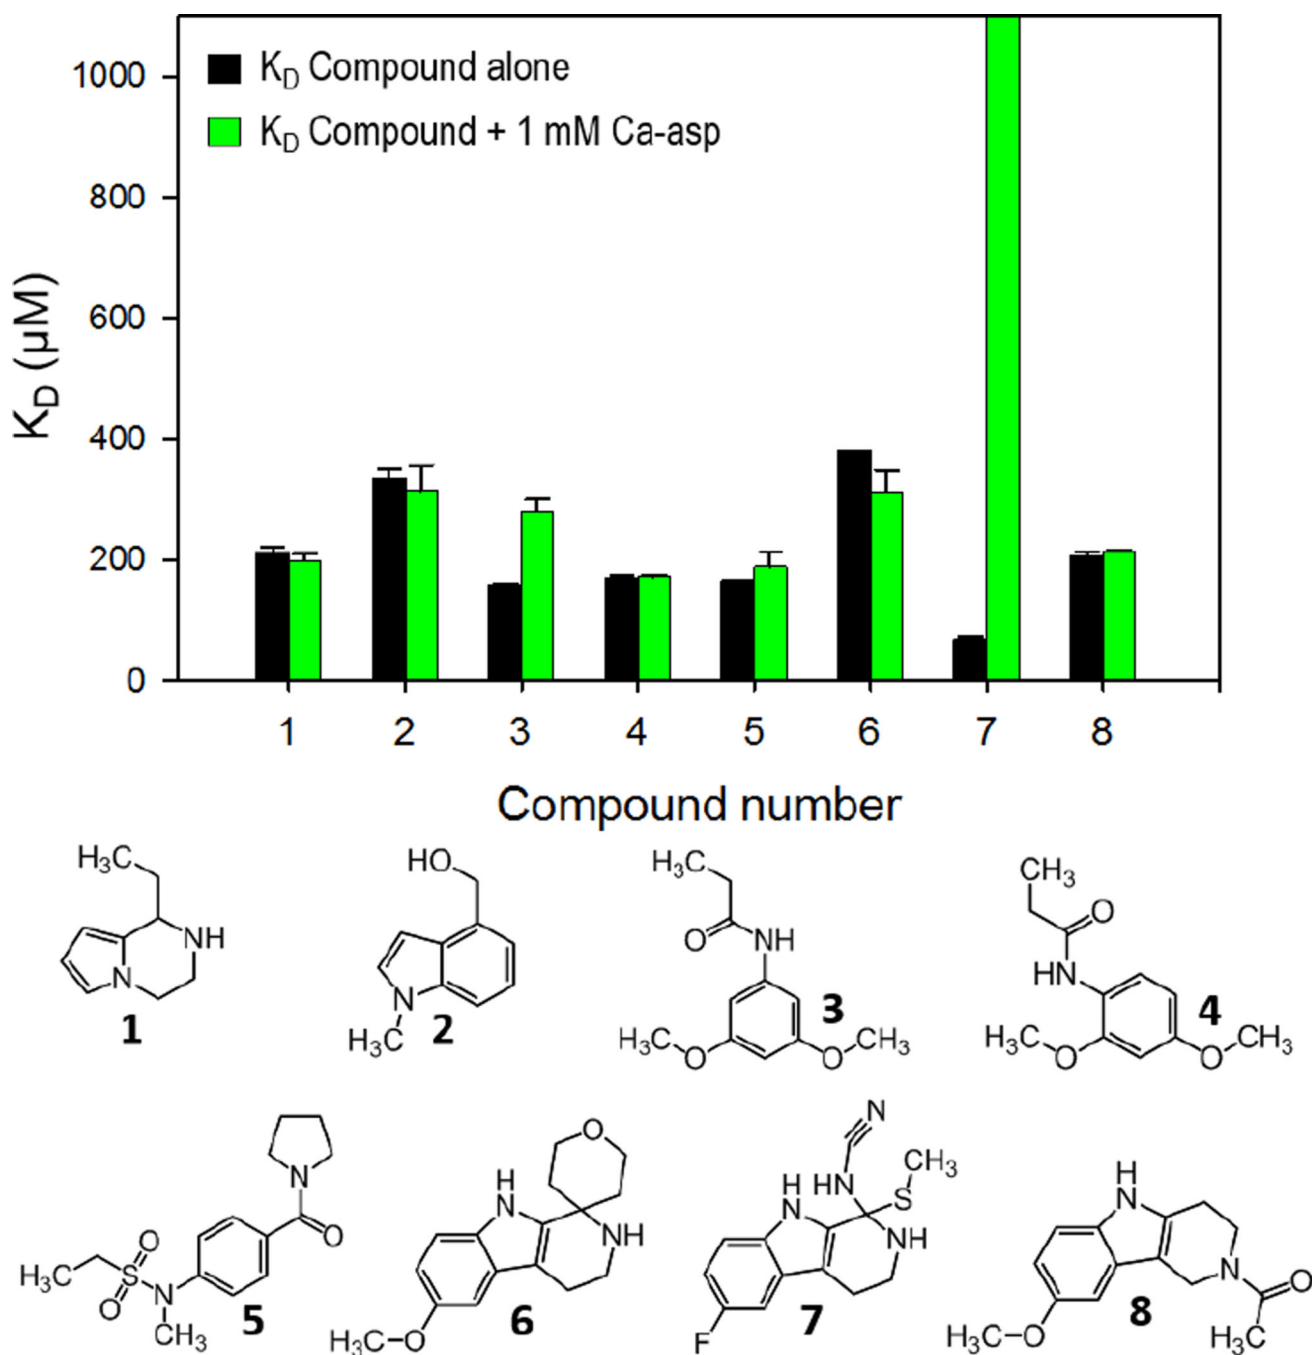 K_D Compound alone
K_D Compound + 1 mM Ca-asp
K_D (µM)
1000
800
600
400
200
0
1 2 3 4 5 6 7 8
Compound number
H3C
NH
N
1
HO
N
H3C
2
H3C
O
NH
H3C
O
O
CH3
3
CH3
O
HN
H3C
O
O
CH3
4
N
O
O
S
O
H3C
N
CH3
5
O
H
N
NH
H3C-O
6
N
HN
S
CH3
H
N
NH
F
7
H
N
N
O
H3C-O
CH3
8